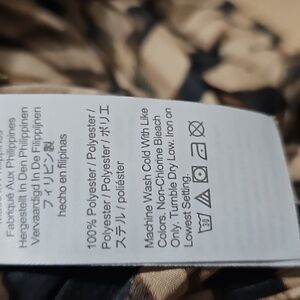 Fabriqué Aux Philippines
Hergestellt In Den Philippinen
Vervaardigd In De Filippijnen
フィリピン製
hecho en filipinas
100% Polyester / Polyester /
Polyester / Polyester / ポリエ
ステル / poliéster
Machine Wash Cold With Like
Colors. Non-Chlorine Bleach
Only. Tumble Dry Low. Iron on
Lowest Setting.
30